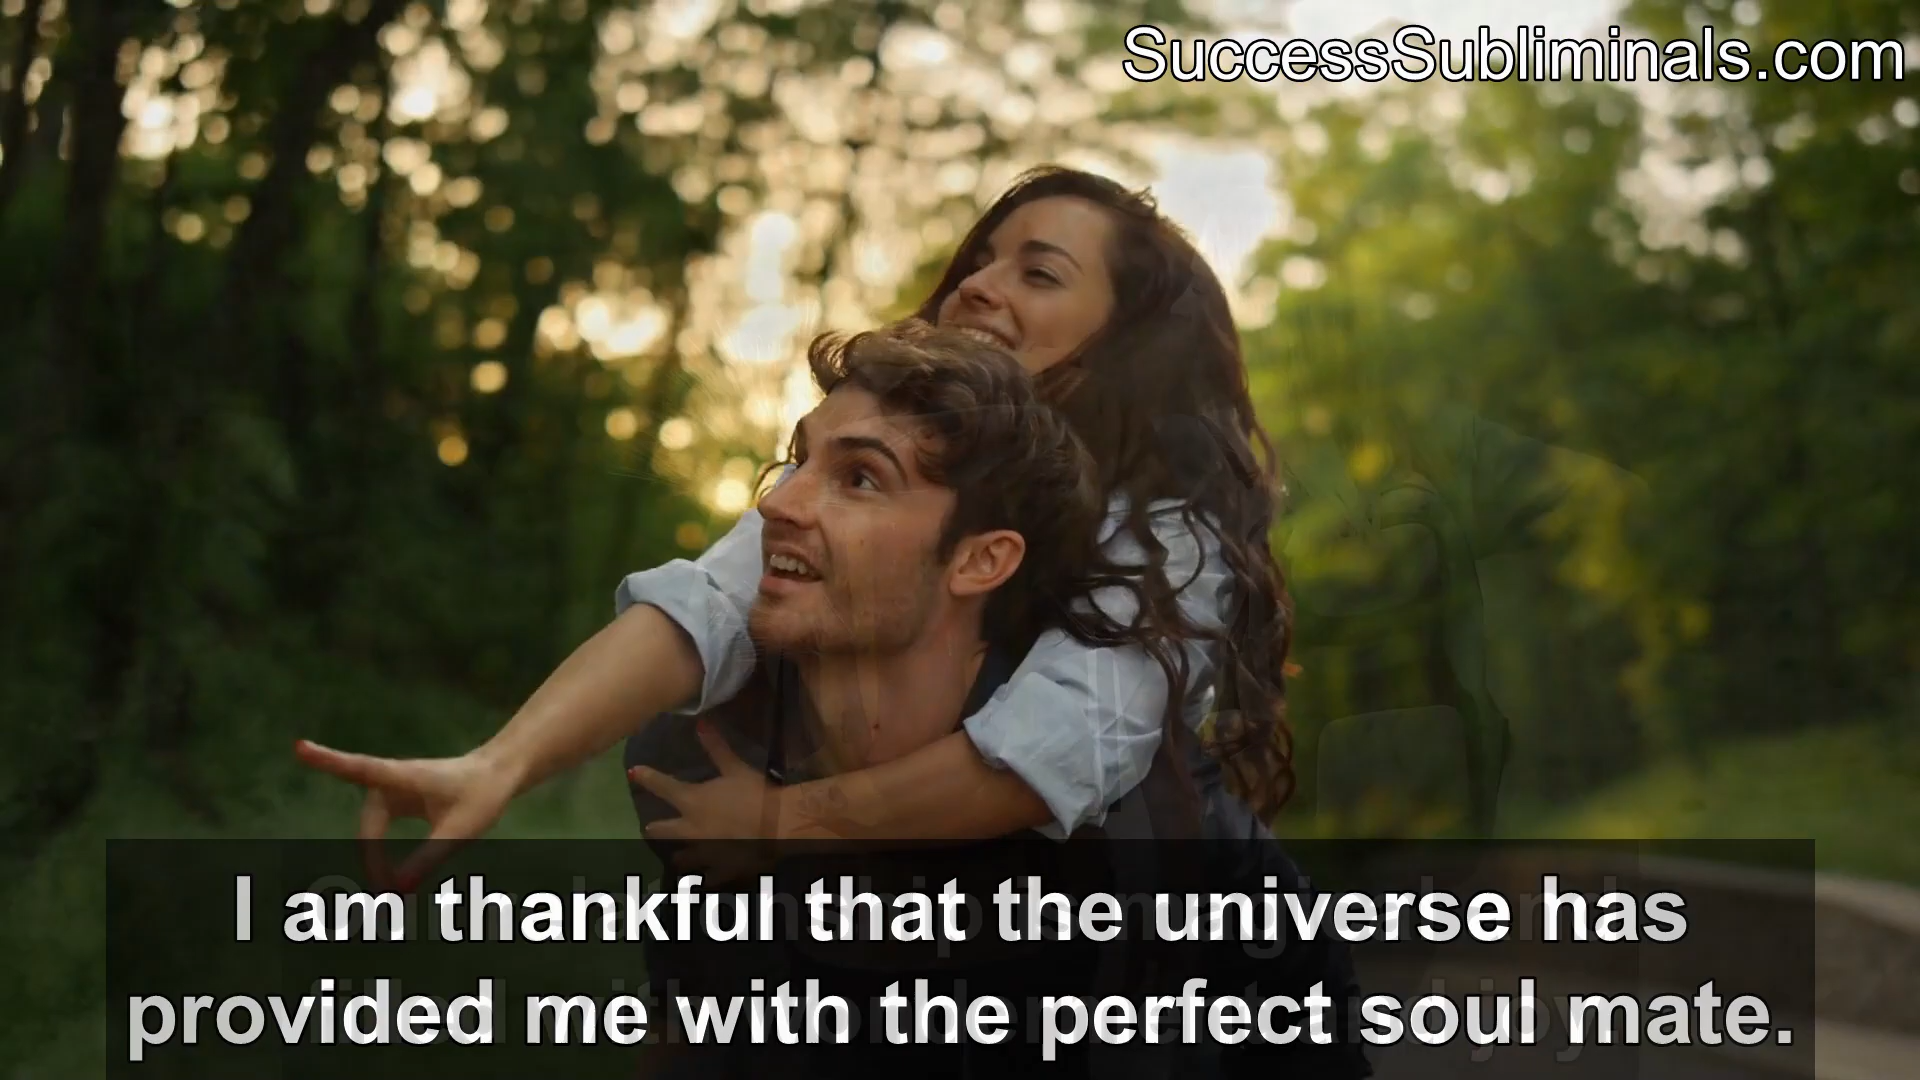 SuccessSubliminals.com
I am thankful that the universe has
provided me with the perfect soul mate.